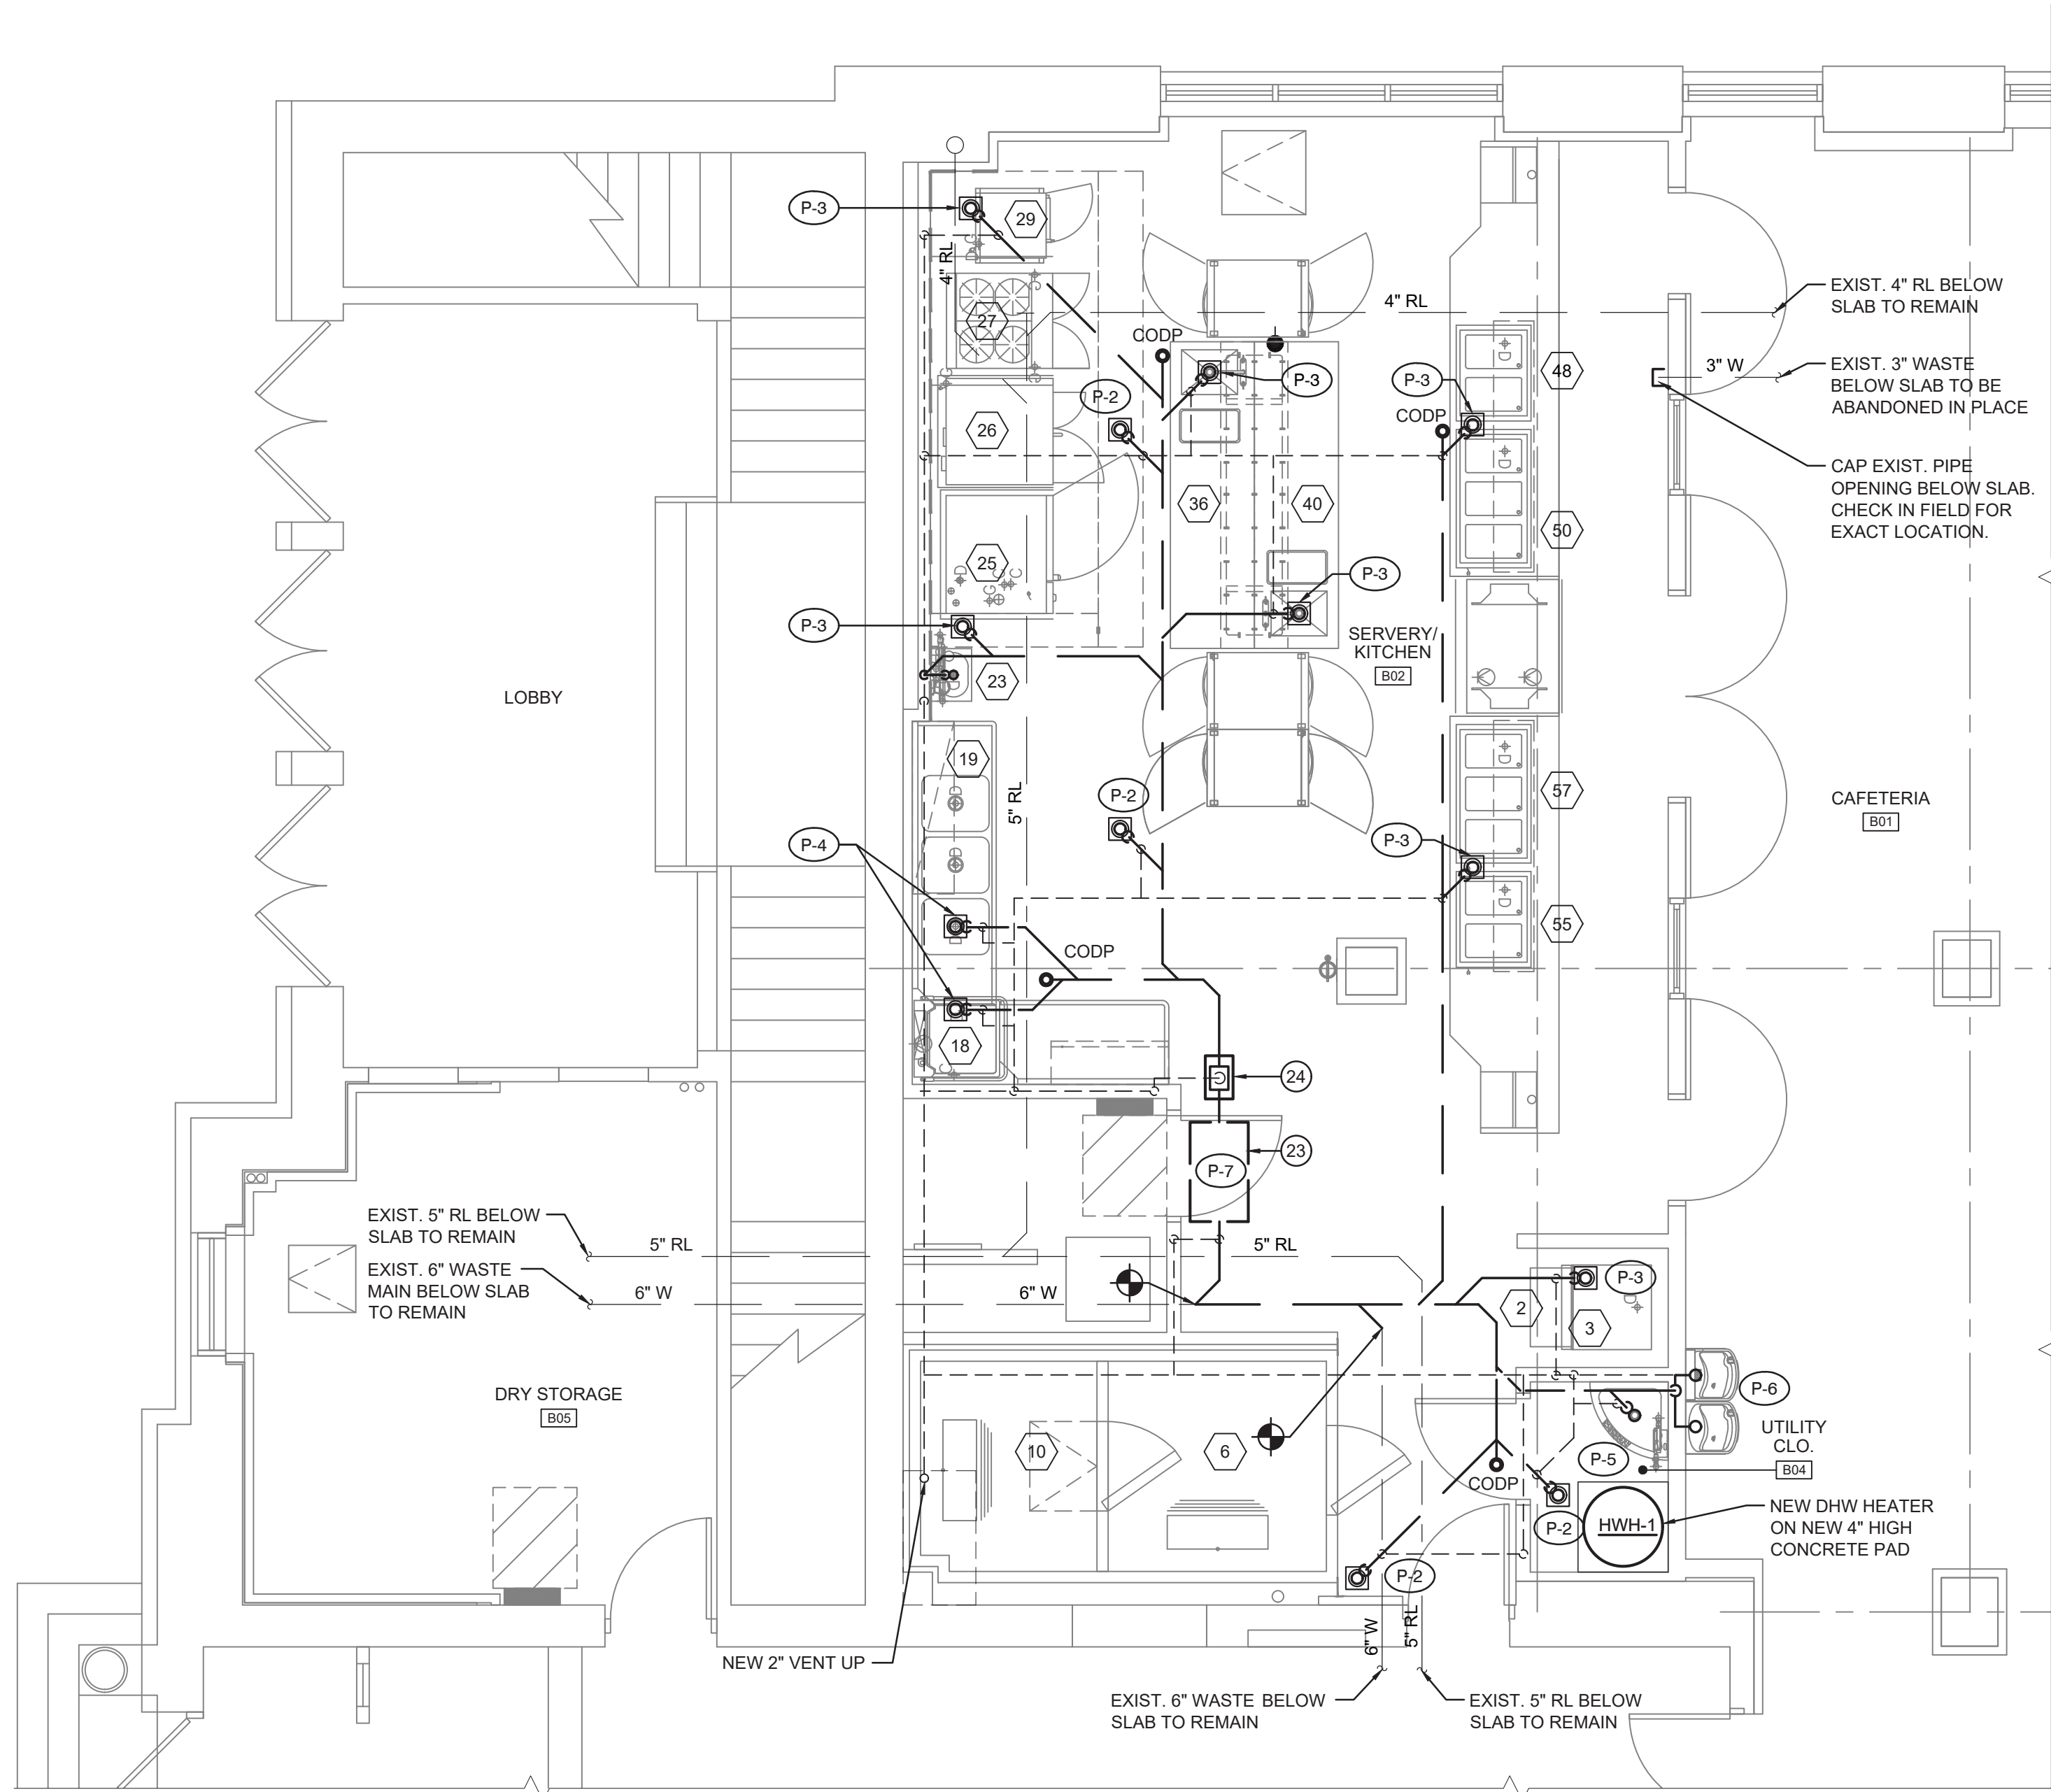 P-3
29
4" RL
27
4" RL
CODP
EXIST. 4" RL BELOW
SLAB TO REMAIN
3" W
EXIST. 3" WASTE
BELOW SLAB TO BE
ABANDONED IN PLACE
P-3
P-3
48
P-2
CODP
26
CAP EXIST. PIPE
OPENING BELOW SLAB.
CHECK IN FIELD FOR
EXACT LOCATION.
36
40
50
25
P-3
P-3
SERVERY/
KITCHEN
B02
23
LOBBY
19
5" RL
P-2
57
CAFETERIA
B01
P-4
P-3
55
CODP
18
24
23
P-7
EXIST. 5" RL BELOW
SLAB TO REMAIN
5" RL
5" RL
EXIST. 6" WASTE
MAIN BELOW SLAB
TO REMAIN
6" W
6" W
P-3
2
3
DRY STORAGE
B05
P-6
UTILITY
CLO.
B04
10
6
P-5
CODP
NEW DHW HEATER
ON NEW 4" HIGH
CONCRETE PAD
P-2
HWH-1
P-2
6" W
5" RL
NEW 2" VENT UP
EXIST. 6" WASTE BELOW
SLAB TO REMAIN
EXIST. 5" RL BELOW
SLAB TO REMAIN